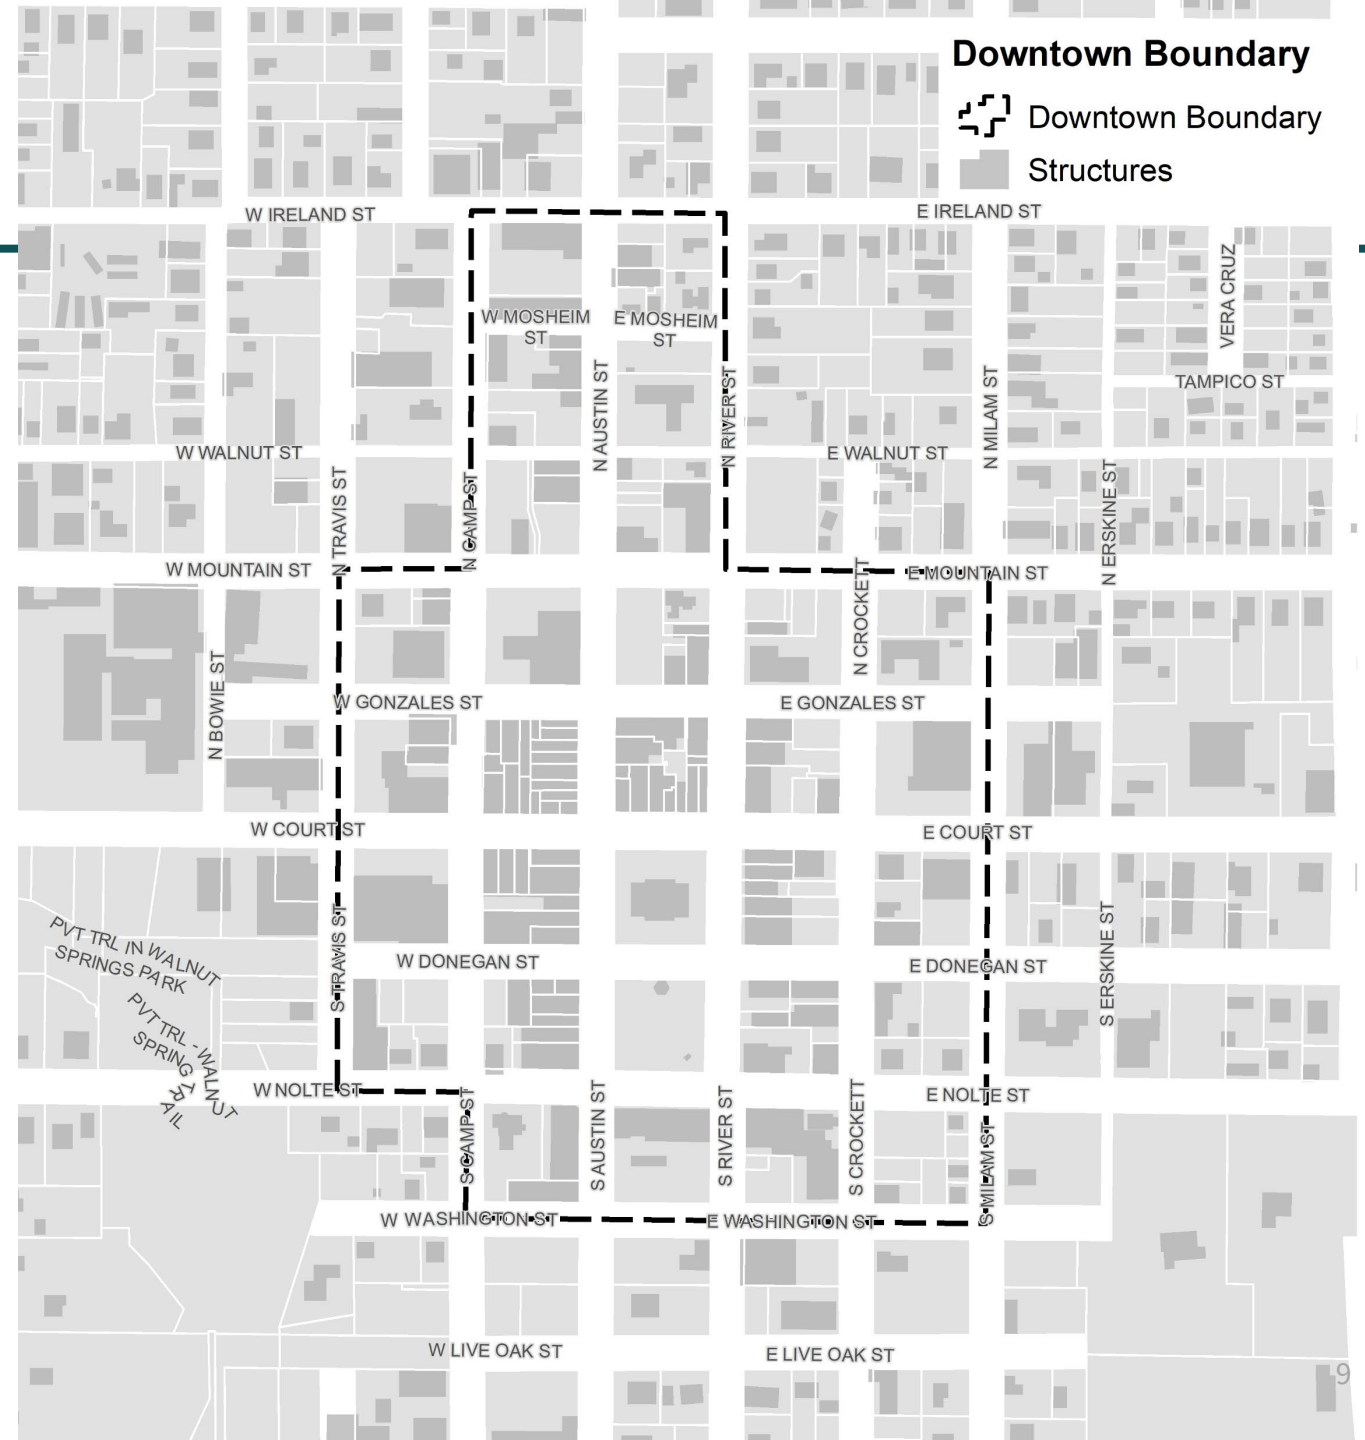 Downtown Boundary
Downtown Boundary
Structures
W IRELAND ST
E IRELAND ST
VERA CRUZ
W MOSHEIM
ST
E MOSHEIM
ST
N AUSTIN ST
N RIVER ST
N MILAM ST
TAMPICO ST
W WALNUT ST
E WALNUT ST
N TRAVIS ST
N CAMP ST
N ERSKINE ST
W MOUNTAIN ST
E MOUNTAIN ST
N CROCKETT
N BOWIE ST
W GONZALES ST
E GONZALES ST
W COURT ST
E COURT ST
PVT TRL IN WALNUT
SPRINGS PARK
S TRAVIS ST
W DONEGAN ST
E DONEGAN ST
S ERSKINE ST
PVT TRL - WALNUT
SPRING TRAIL
W NOLTE ST
E NOLTE ST
S CAMP ST
S AUSTIN ST
S RIVER ST
S CROCKETT
S MILAM ST
W WASHINGTON ST
E WASHINGTON ST
W LIVE OAK ST
E LIVE OAK ST
9